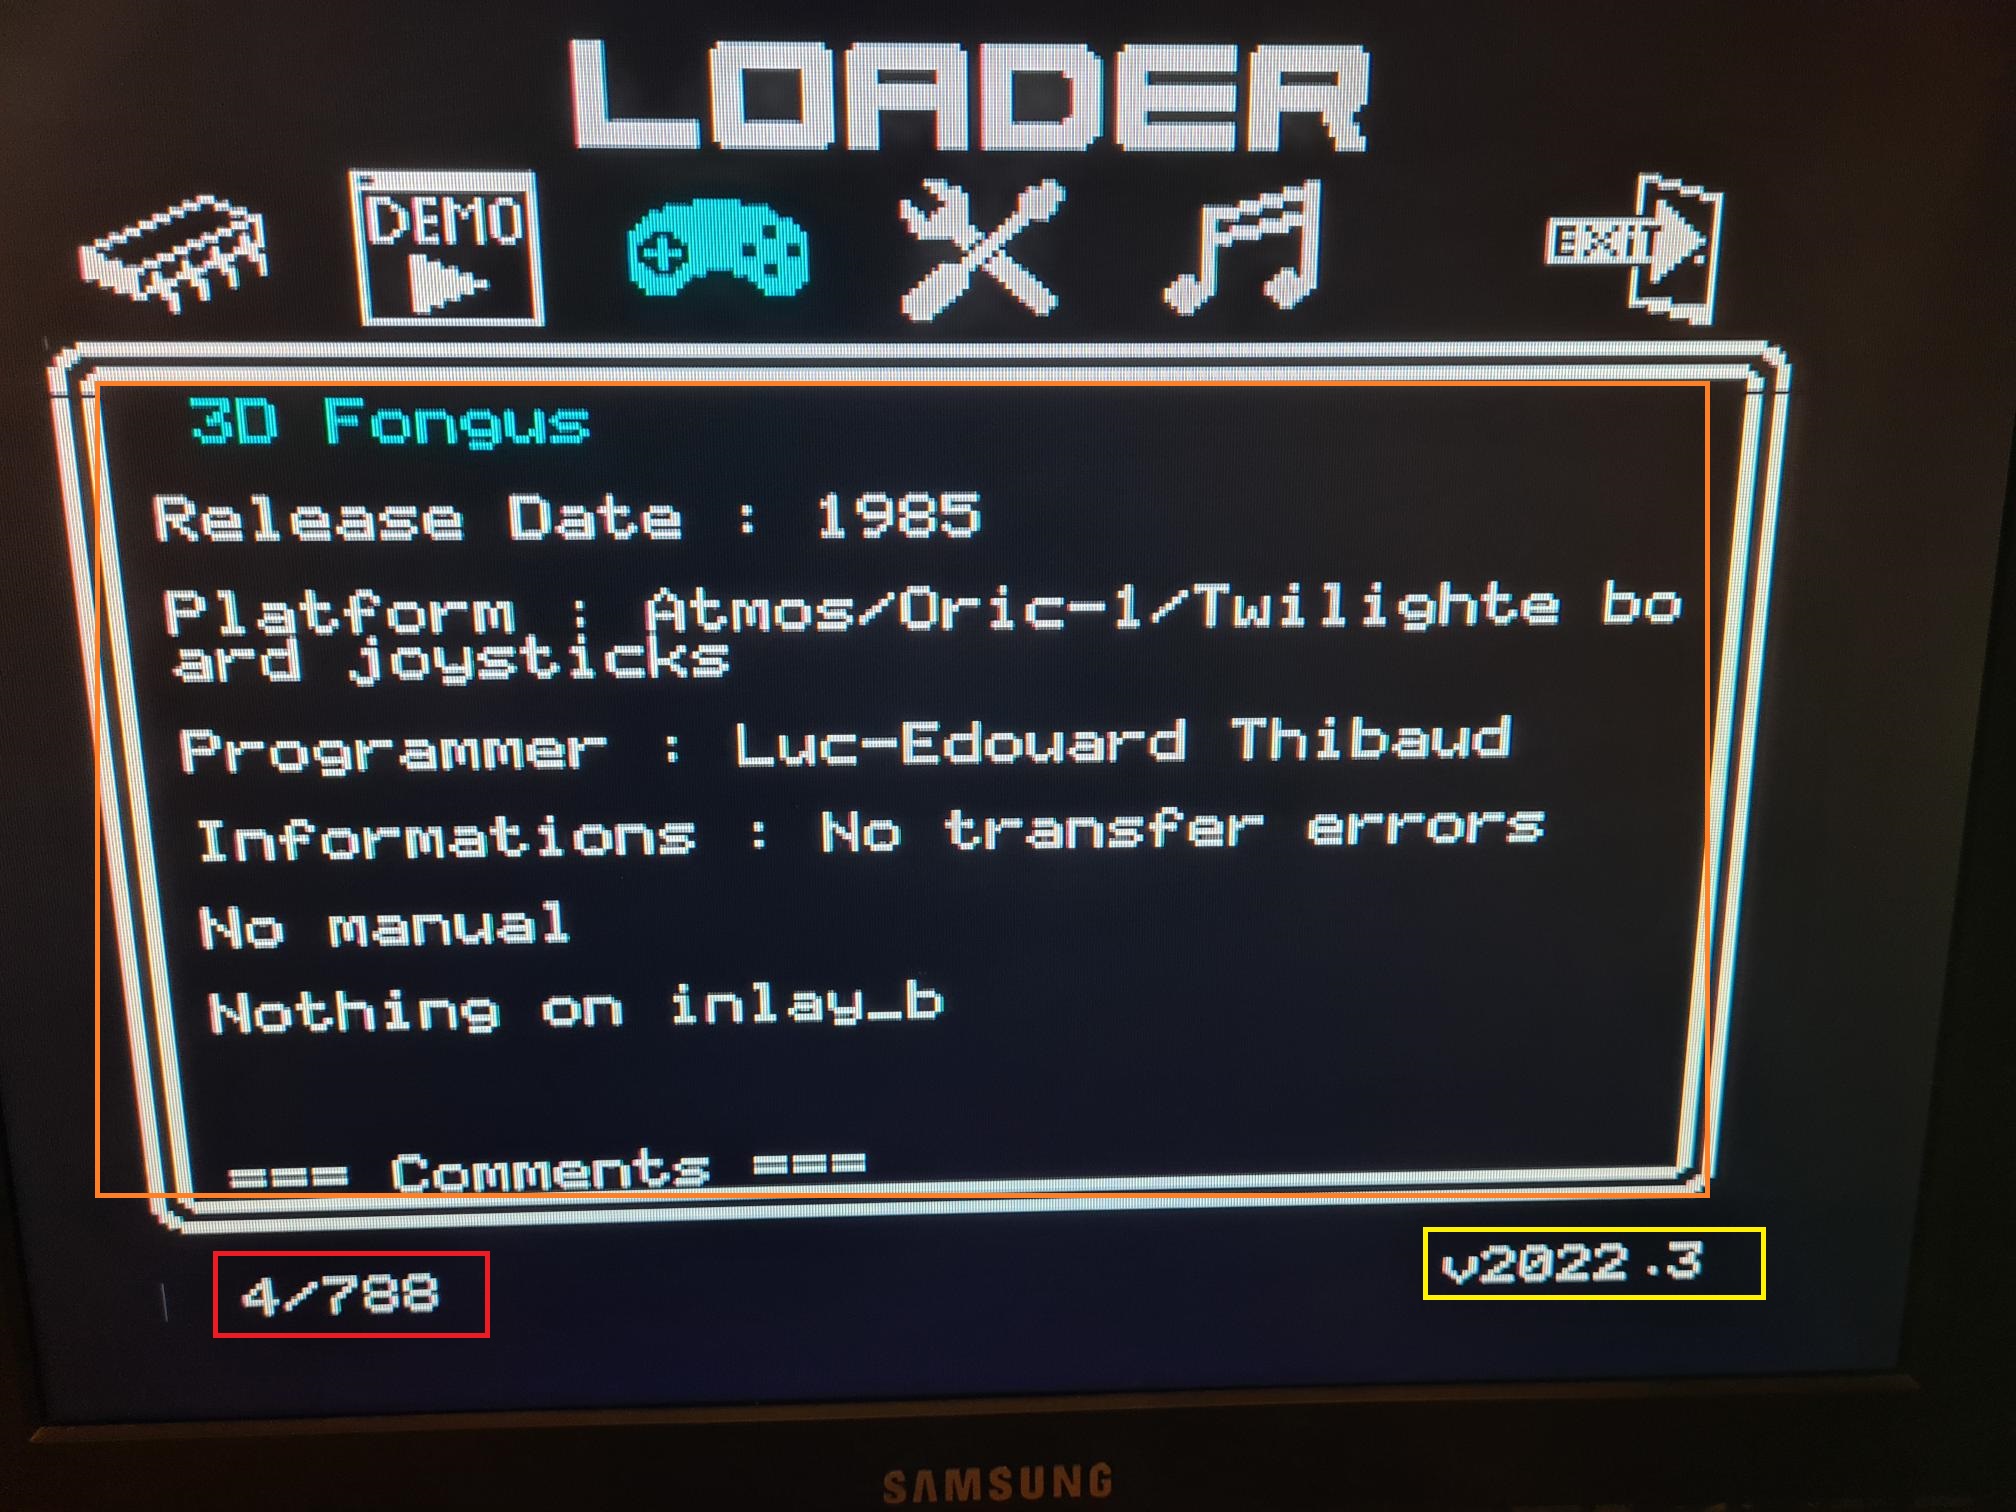 LOADER
DEMO
EXIT
3D Fongus
Release Date : 1985
Platform : Atmos/Oric-1/Twilighte bo
ard joysticks
Programmer : Luc-Edouard Thibaud
Informations : No transfer errors
No manual
Nothing on inlay_b
=== Comments ===
4/788
v2022.3
SAMSUNG